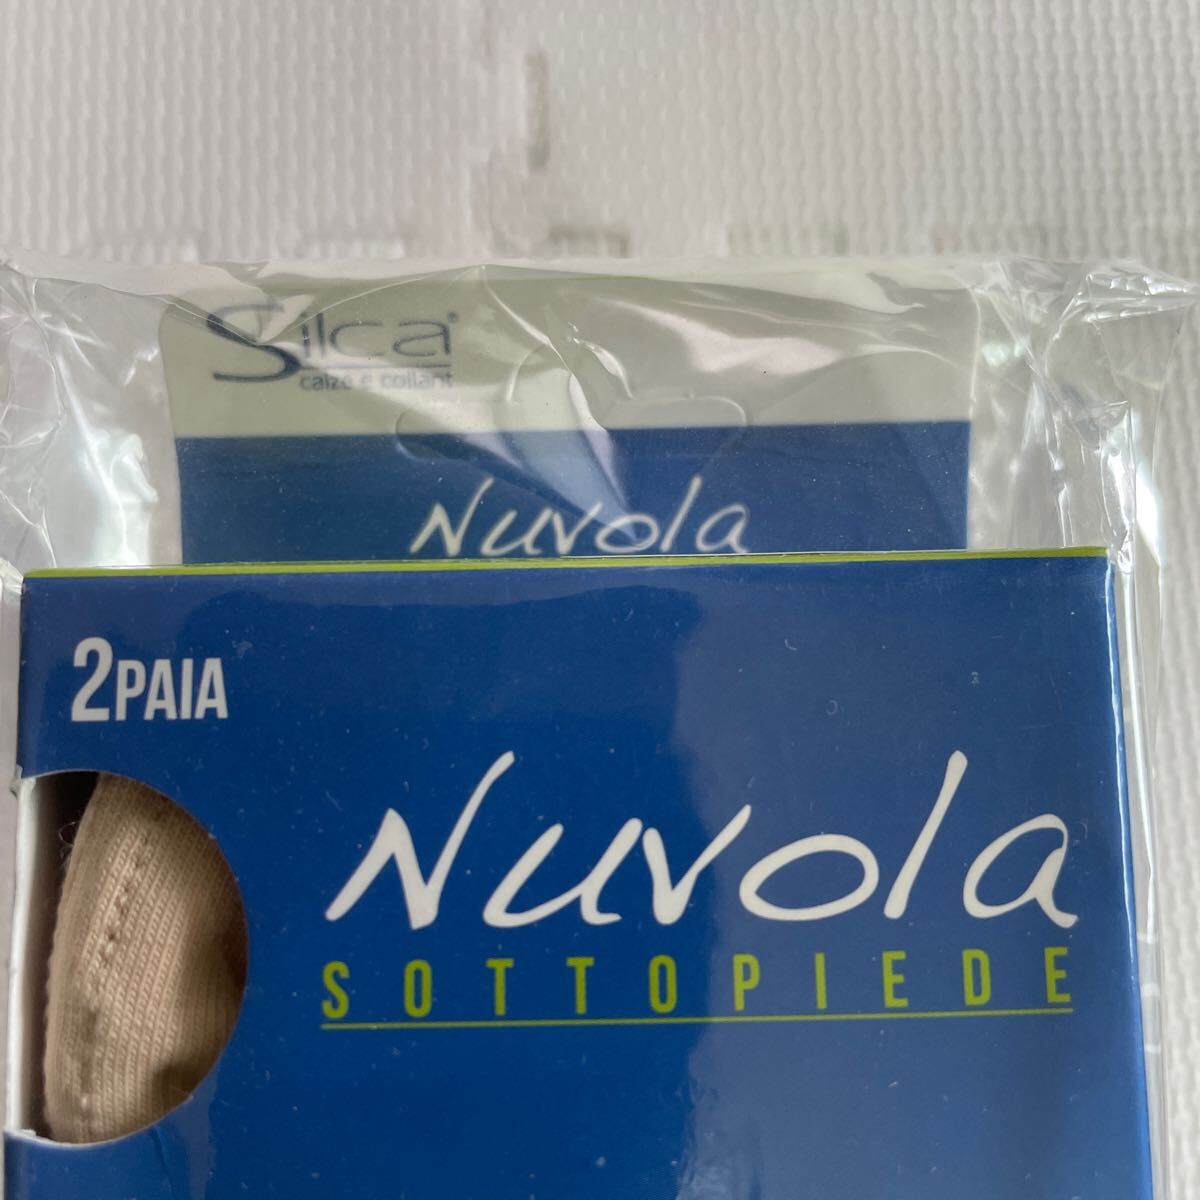 Silca®
calze e collant
Nuvola
2PAIA
Nuvola
SOTTOPIEDE